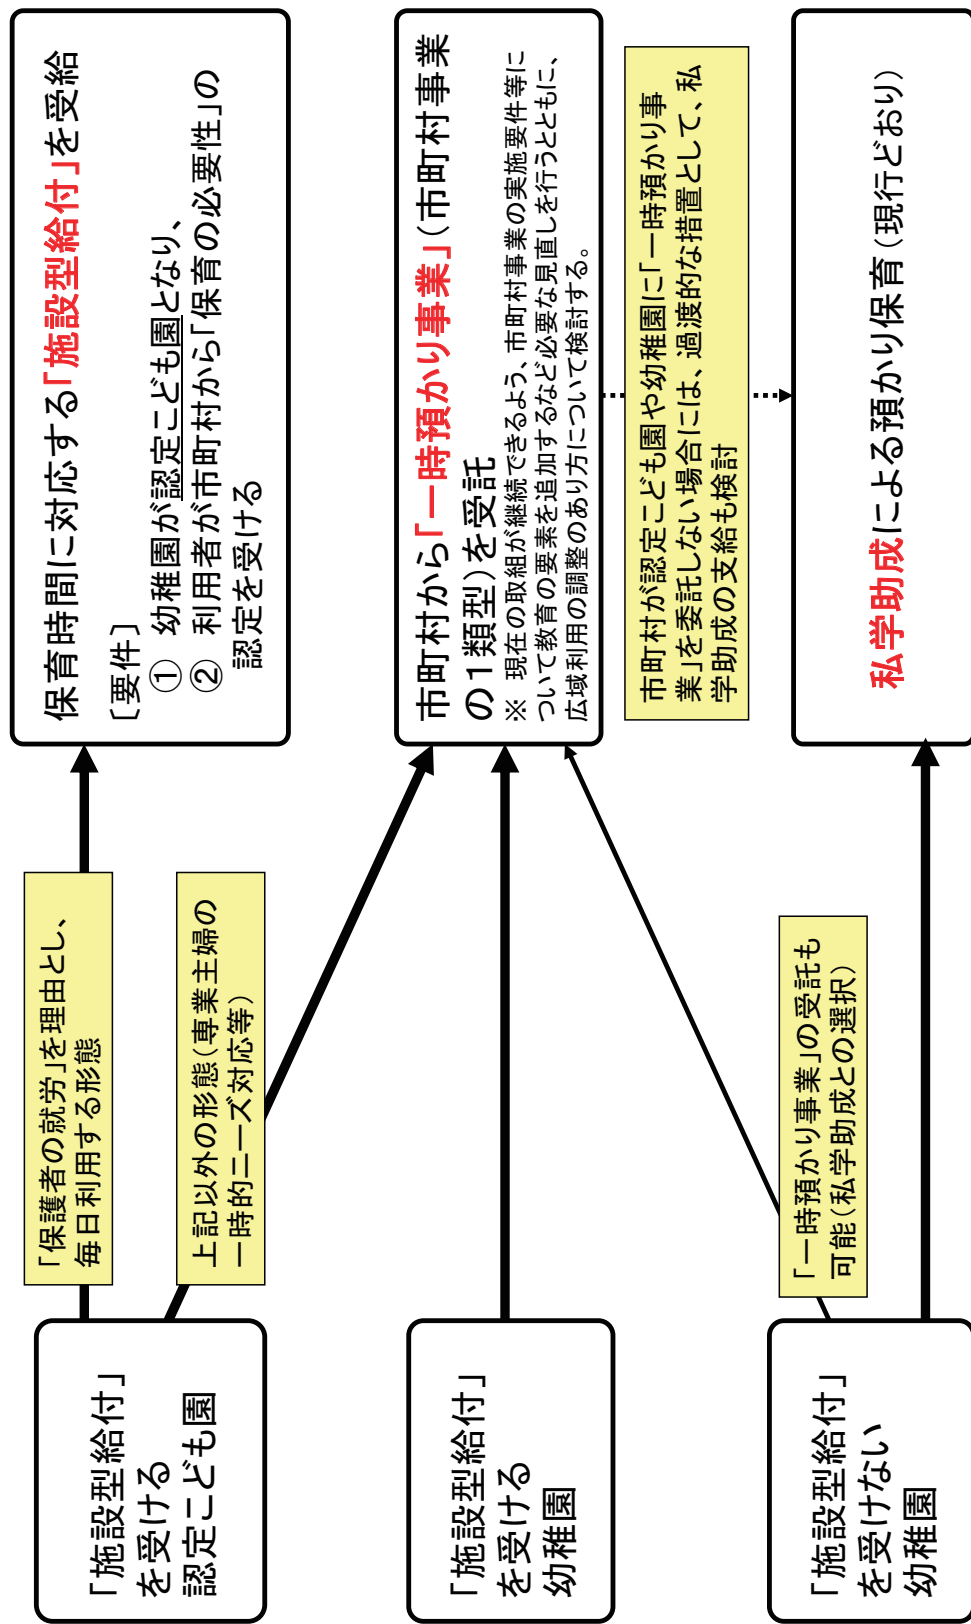 「施設型給付」
を受ける
認定こども園
「保護者の就労」を理由とし、
毎日利用する形態
上記以外の形態(専業主婦の
一時的ニーズ対応等)
保育時間に対応する「施設型給付」を受給
〔要件〕
① 幼稚園が認定こども園となり、
② 利用者が市町村から「保育の必要性」の
認定を受ける
「施設型給付」
を受ける
幼稚園
市町村から「一時預かり事業」(市町村事業
の1類型)を受託
※ 現在の取組が継続できるよう、市町村事業の実施要件等に
ついて教育の要素を追加するなど必要な見直しを行うとともに、
広域利用の調整のあり方について検討する。
市町村が認定こども園や幼稚園に「一時預かり事
業」を委託しない場合には、過渡的な措置として、私
学助成の支給も検討
「施設型給付」
を受けない
幼稚園
「一時預かり事業」の受託も
可能(私学助成との選択)
私学助成による預かり保育(現行どおり)